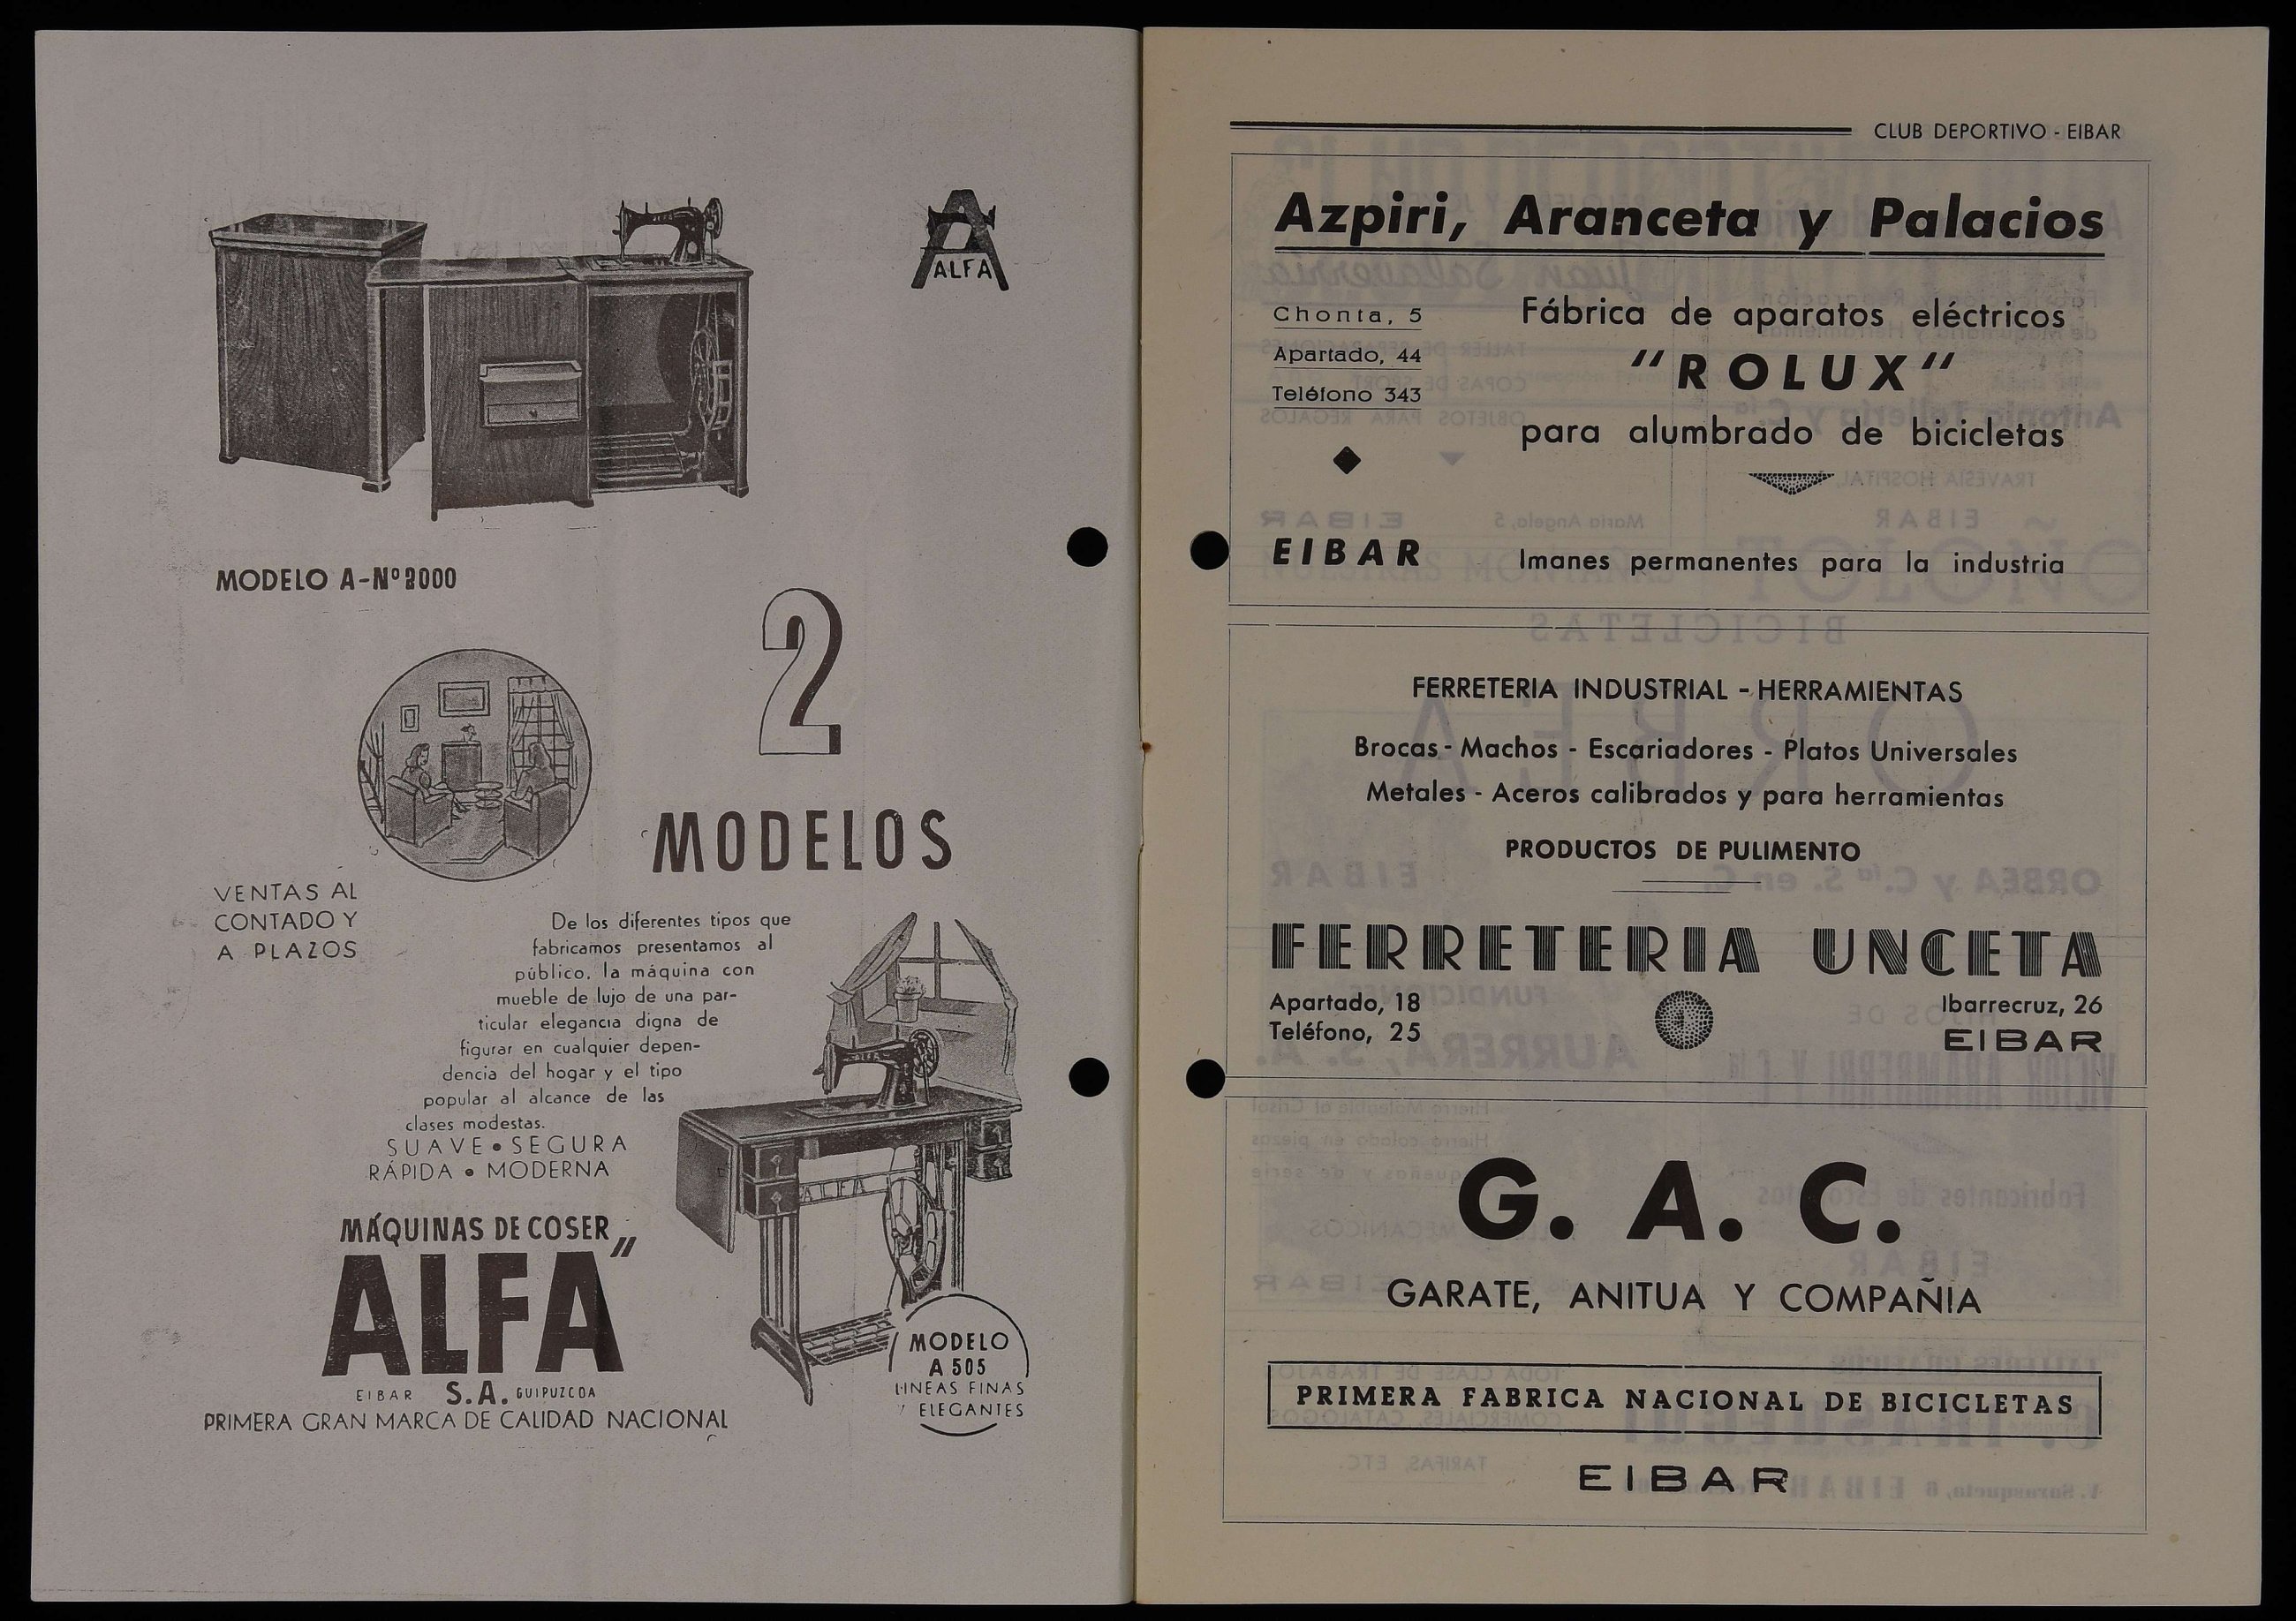 ALFA
MODELO A-Nº 2000
2
MODELOS
VENTAS AL
CONTADO Y
A PLAZOS
De los diferentes tipos que
fabricamos presentamos al
público, la máquina con
mueble de lujo de una par-
ticular elegancia digna de
figurar en cualquier depen-
dencia del hogar y el tipo
popular al alcance de las
clases modestas.
SUAVE • SEGURA
RÁPIDA • MODERNA
ALFA
ALFA
MÁQUINAS DE COSER
ALFA"
EIBAR S.A. GUIPUZCOA
PRIMERA GRAN MARCA DE CALIDAD NACIONAL
MODELO
A 505
LINEAS FINAS
Y ELEGANTES
CLUB DEPORTIVO - EIBAR
Azpiri, Aranceta y Palacios
Chonta, 5
Apartado, 44
Teléfono 343
EIBAR
Fábrica de aparatos eléctricos
"ROLUX"
para alumbrado de bicicletas
Imanes permanentes para la industria
FERRETERIA INDUSTRIAL - HERRAMIENTAS
Brocas - Machos - Escariadores - Platos Universales
Metales - Aceros calibrados y para herramientas
PRODUCTOS DE PULIMENTO
FERRETERIA UNCETA
Apartado, 18
Teléfono, 25
Ibarrecruz, 26
EIBAR
G. A. C.
GARATE, ANITUA Y COMPAÑIA
PRIMERA FABRICA NACIONAL DE BICICLETAS
EIBAR